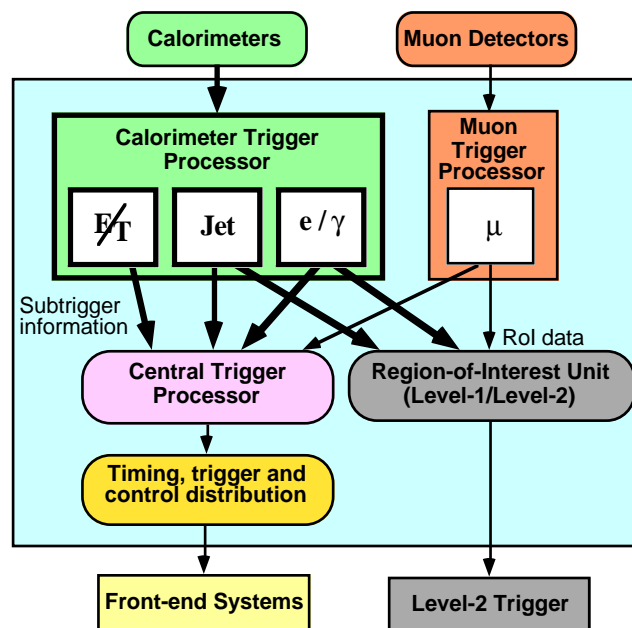 Calorimeters
Muon Detectors
Calorimeter Trigger
Processor
Muon
Trigger
Processor
E̸T
Jet
e / γ
μ
Subtrigger
information
RoI data
Central Trigger
Processor
Region-of-Interest Unit
(Level-1/Level-2)
Timing, trigger and
control distribution
Front-end Systems
Level-2 Trigger